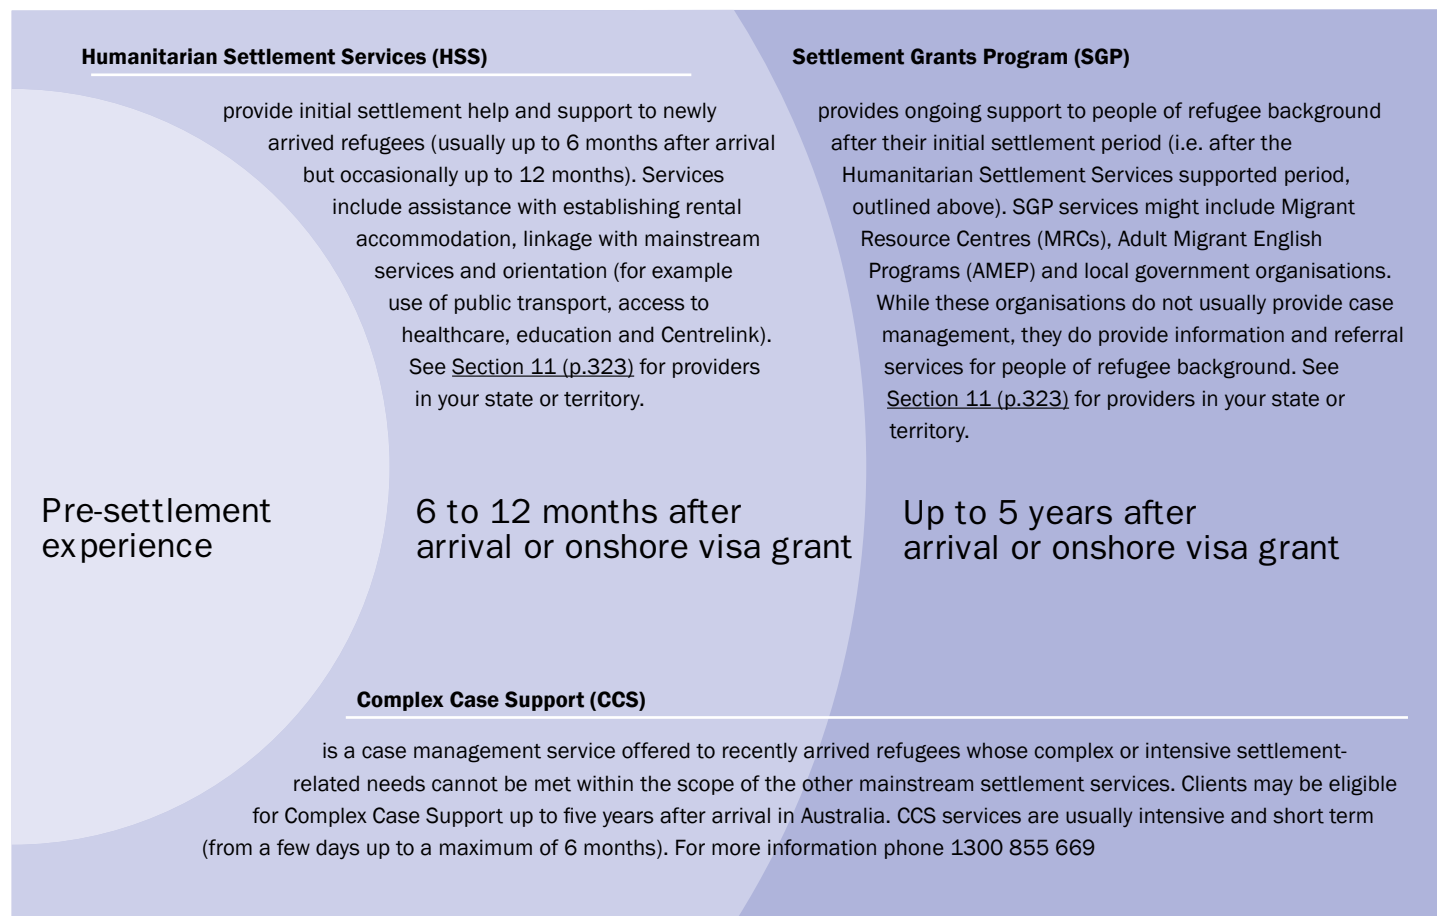 Humanitarian Settlement Services (HSS)
provide initial settlement help and support to newly
arrived refugees (usually up to 6 months after arrival
but occasionally up to 12 months). Services
include assistance with establishing rental
accommodation, linkage with mainstream
services and orientation (for example
use of public transport, access to
healthcare, education and Centrelink).
See Section 11 (p.323) for providers
in your state or territory.
Settlement Grants Program (SGP)
provides ongoing support to people of refugee background
after their initial settlement period (i.e. after the
Humanitarian Settlement Services supported period,
outlined above). SGP services might include Migrant
Resource Centres (MRCs), Adult Migrant English
Programs (AMEP) and local government organisations.
While these organisations do not usually provide case
management, they do provide information and referral
services for people of refugee background. See
Section 11 (p.323) for providers in your state or
territory.
Pre-settlement
experience
6 to 12 months after
arrival or onshore visa grant
Up to 5 years after
arrival or onshore visa grant
Complex Case Support (CCS)
is a case management service offered to recently arrived refugees whose complex or intensive settlement-
related needs cannot be met within the scope of the other mainstream settlement services. Clients may be eligible
for Complex Case Support up to five years after arrival in Australia. CCS services are usually intensive and short term
(from a few days up to a maximum of 6 months). For more information phone 1300 855 669